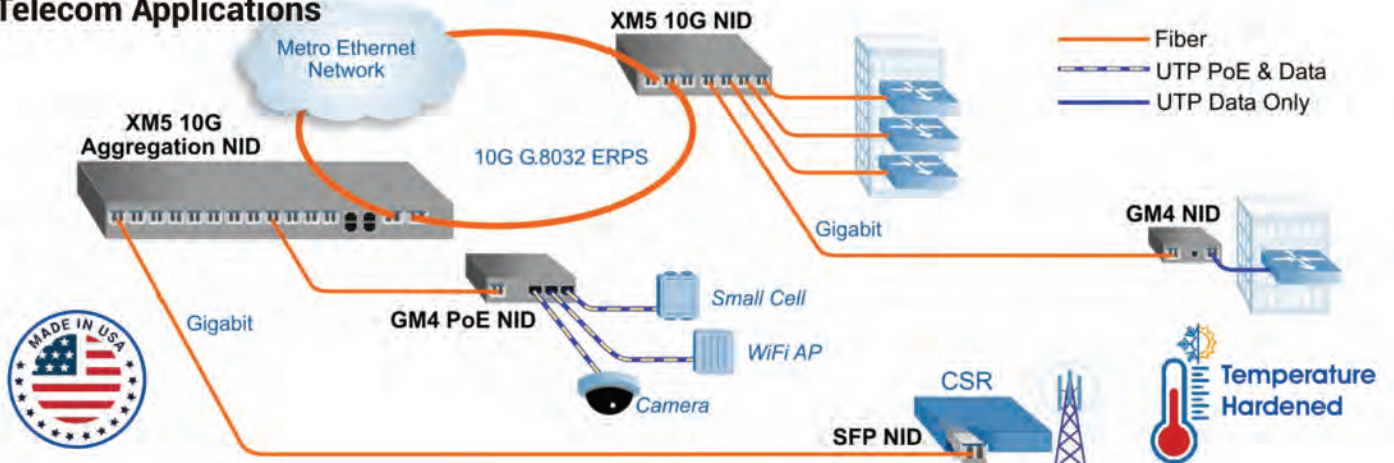 Telecom Applications
Metro Ethernet
Network
XM5 10G NID
Fiber
UTP PoE & Data
UTP Data Only
XM5 10G
Aggregation NID
10G G.8032 ERPS
Gigabit
GM4 NID
GM4 PoE NID
Small Cell
WiFi AP
Camera
Gigabit
MADE IN USA
CSR
SFP NID
Temperature
Hardened